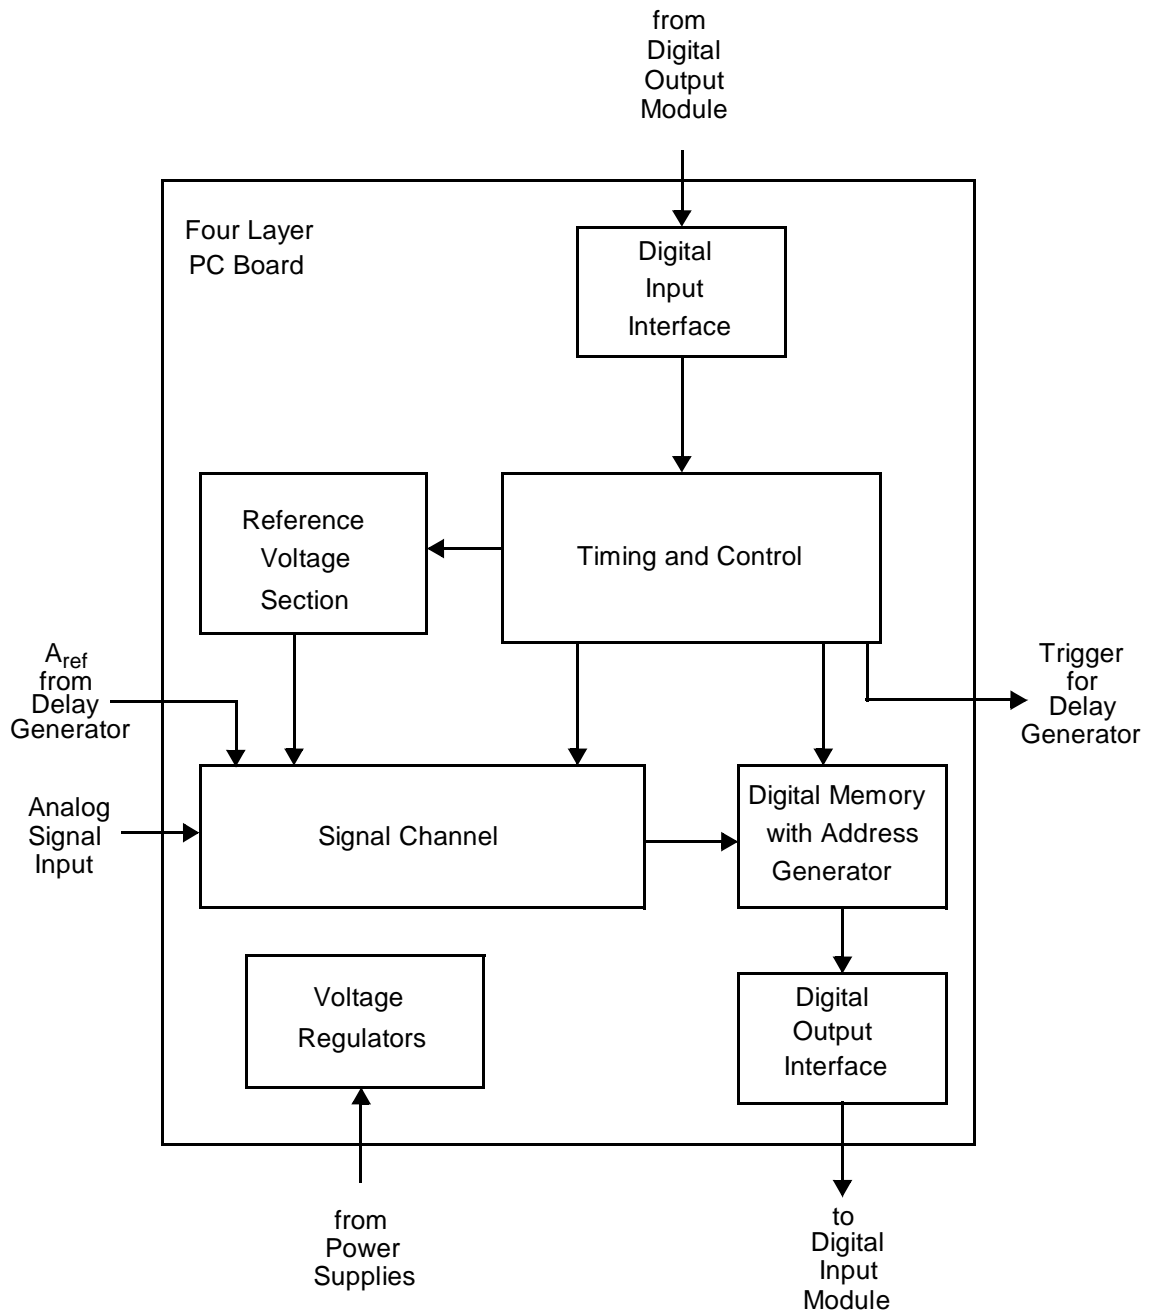 from
Digital
Output
Module
Four Layer
PC Board
Digital
Input
Interface
Reference
Voltage
Section
Timing and Control
Aref
from
Delay
Generator
Trigger
for
Delay
Generator
Analog
Signal
Input
Signal Channel
Digital Memory
with Address
Generator
Voltage
Regulators
Digital
Output
Interface
from
Power
Supplies
to
Digital
Input
Module